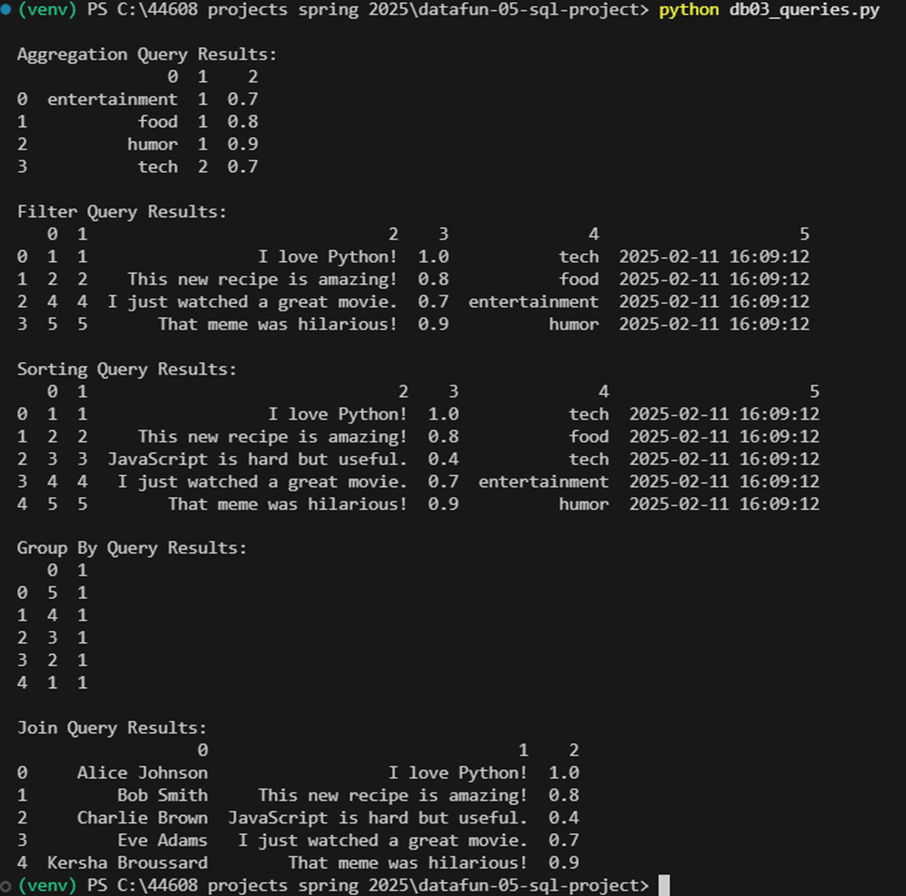 (venv) PS C:\44608 projects spring 2025\datafun-05-sql-project> python db03_queries.py
Aggregation Query Results:
0 1 2
0 entertainment 1 0.7
1 food 1 0.8
2 humor 1 0.9
3 tech 2 0.7
Filter Query Results:
0 1 2 3 4 5
0 1 1 I love Python! 1.0 tech 2025-02-11 16:09:12
1 2 2 This new recipe is amazing! 0.8 food 2025-02-11 16:09:12
2 4 4 I just watched a great movie. 0.7 entertainment 2025-02-11 16:09:12
3 5 5 That meme was hilarious! 0.9 humor 2025-02-11 16:09:12
Sorting Query Results:
0 1 2 3 4 5
0 1 1 I love Python! 1.0 tech 2025-02-11 16:09:12
1 2 2 This new recipe is amazing! 0.8 food 2025-02-11 16:09:12
2 3 3 JavaScript is hard but useful. 0.4 tech 2025-02-11 16:09:12
3 4 4 I just watched a great movie. 0.7 entertainment 2025-02-11 16:09:12
4 5 5 That meme was hilarious! 0.9 humor 2025-02-11 16:09:12
Group By Query Results:
0 1
0 5 1
1 4 1
2 3 1
3 2 1
4 1 1
Join Query Results:
0 1 2
0 Alice Johnson I love Python! 1.0
1 Bob Smith This new recipe is amazing! 0.8
2 Charlie Brown JavaScript is hard but useful. 0.4
3 Eve Adams I just watched a great movie. 0.7
4 Kersha Broussard That meme was hilarious! 0.9
(venv) PS C:\44608 projects spring 2025\datafun-05-sql-project>